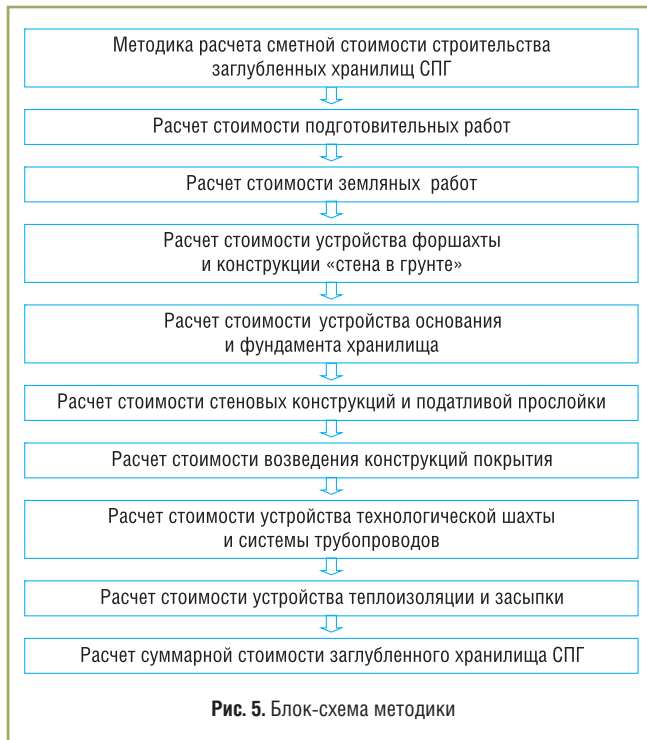 Методика расчета сметной стоимости строительства
заглубленных хранилищ СПГ
Расчет стоимости подготовительных работ
Расчет стоимости земляных работ
Расчет стоимости устройства форшахты
и конструкции «стена в грунте»
Расчет стоимости устройства основания
и фундамента хранилища
Расчет стоимости стеновых конструкций и податливой прослойки
Расчет стоимости возведения конструкций покрытия
Расчет стоимости устройства технологической шахты
и системы трубопроводов
Расчет стоимости устройства теплоизоляции и засыпки
Расчет суммарной стоимости заглубленного хранилища СПГ
Рис. 5. Блок-схема методики